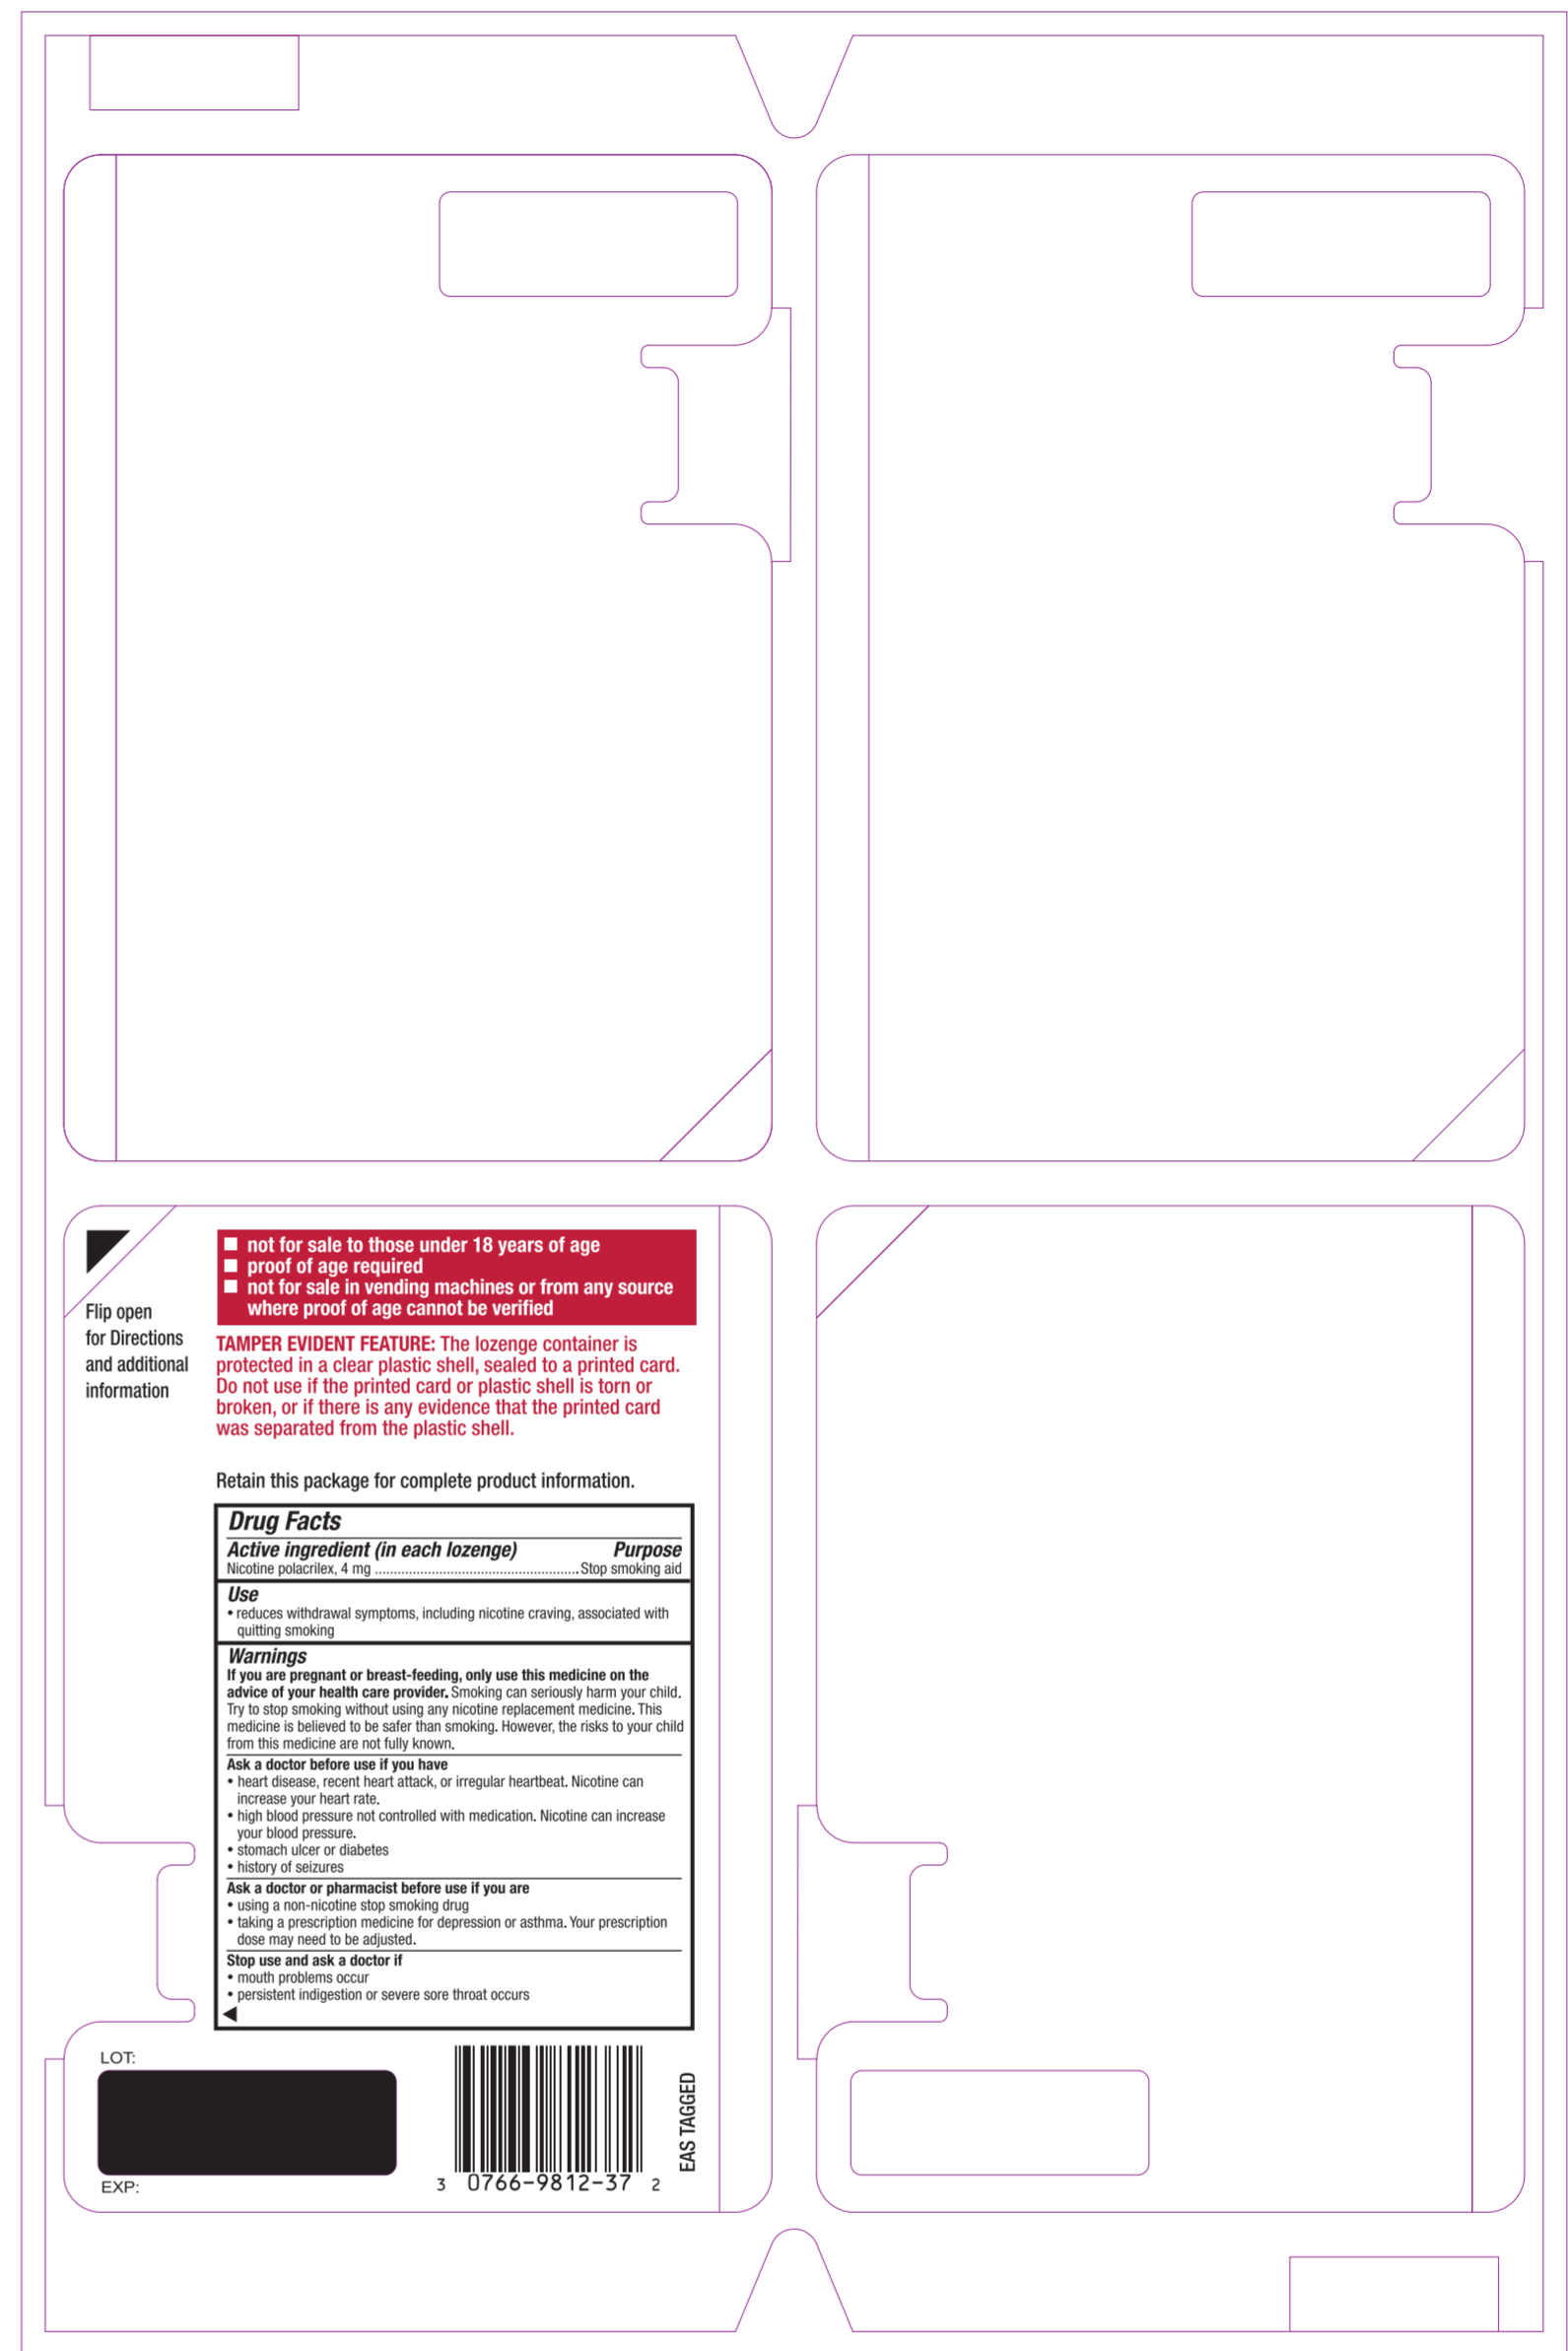 Flip open
for Directions
and additional
information
not for sale to those under 18 years of age
proof of age required
not for sale in vending machines or from any source
where proof of age cannot be verified
TAMPER EVIDENT FEATURE: The lozenge container is
protected in a clear plastic shell, sealed to a printed card.
Do not use if the printed card or plastic shell is torn or
broken, or if there is any evidence that the printed card
was separated from the plastic shell.
Retain this package for complete product information.
Drug Facts
Active ingredient (in each lozenge) Purpose
Nicotine polacrilex, 4 mg ..................................................... Stop smoking aid
Use
• reduces withdrawal symptoms, including nicotine craving, associated with
quitting smoking
Warnings
If you are pregnant or breast-feeding, only use this medicine on the
advice of your health care provider. Smoking can seriously harm your child.
Try to stop smoking without using any nicotine replacement medicine. This
medicine is believed to be safer than smoking. However, the risks to your child
from this medicine are not fully known.
Ask a doctor before use if you have
• heart disease, recent heart attack, or irregular heartbeat. Nicotine can
increase your heart rate.
• high blood pressure not controlled with medication. Nicotine can increase
your blood pressure.
• stomach ulcer or diabetes
• history of seizures
Ask a doctor or pharmacist before use if you are
• using a non-nicotine stop smoking drug
• taking a prescription medicine for depression or asthma. Your prescription
dose may need to be adjusted.
Stop use and ask a doctor if
• mouth problems occur
• persistent indigestion or severe sore throat occurs
LOT:
EXP:
3 0766-9812-37 2
EAS TAGGED